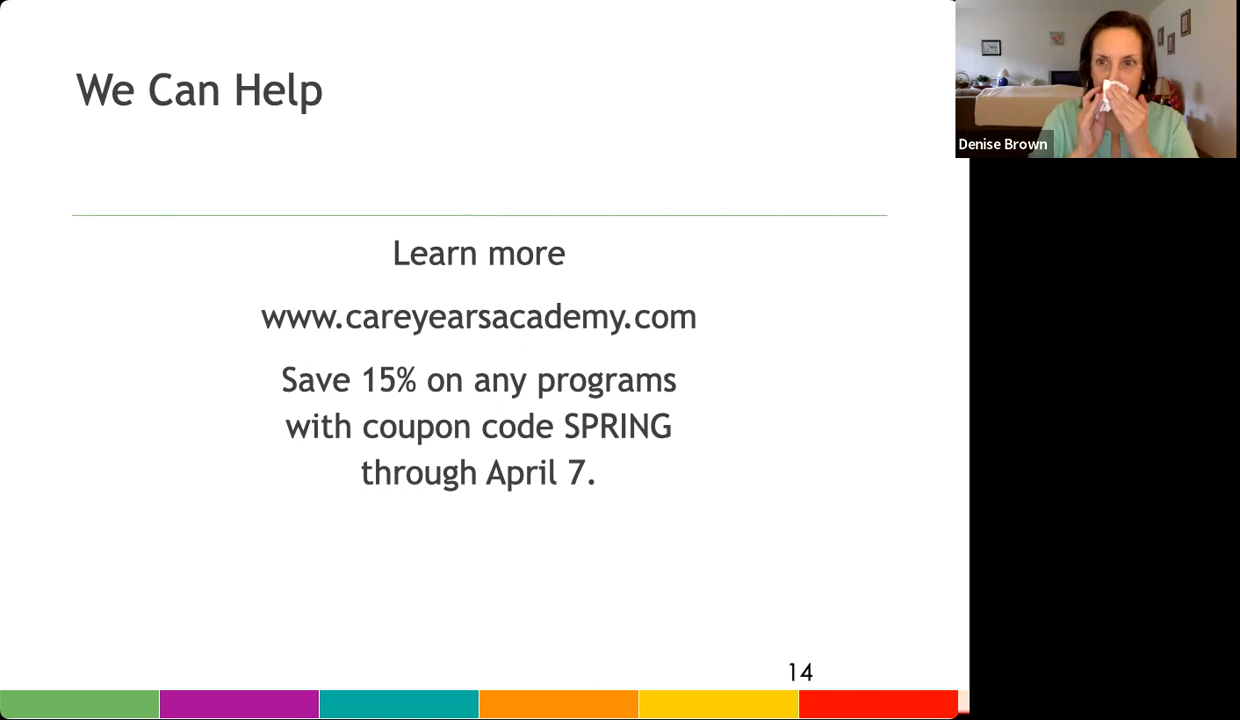 We Can Help
Denise Brown
Learn more
www.careyearsacademy.com
Save 15% on any programs
with coupon code SPRING
through April 7.
14